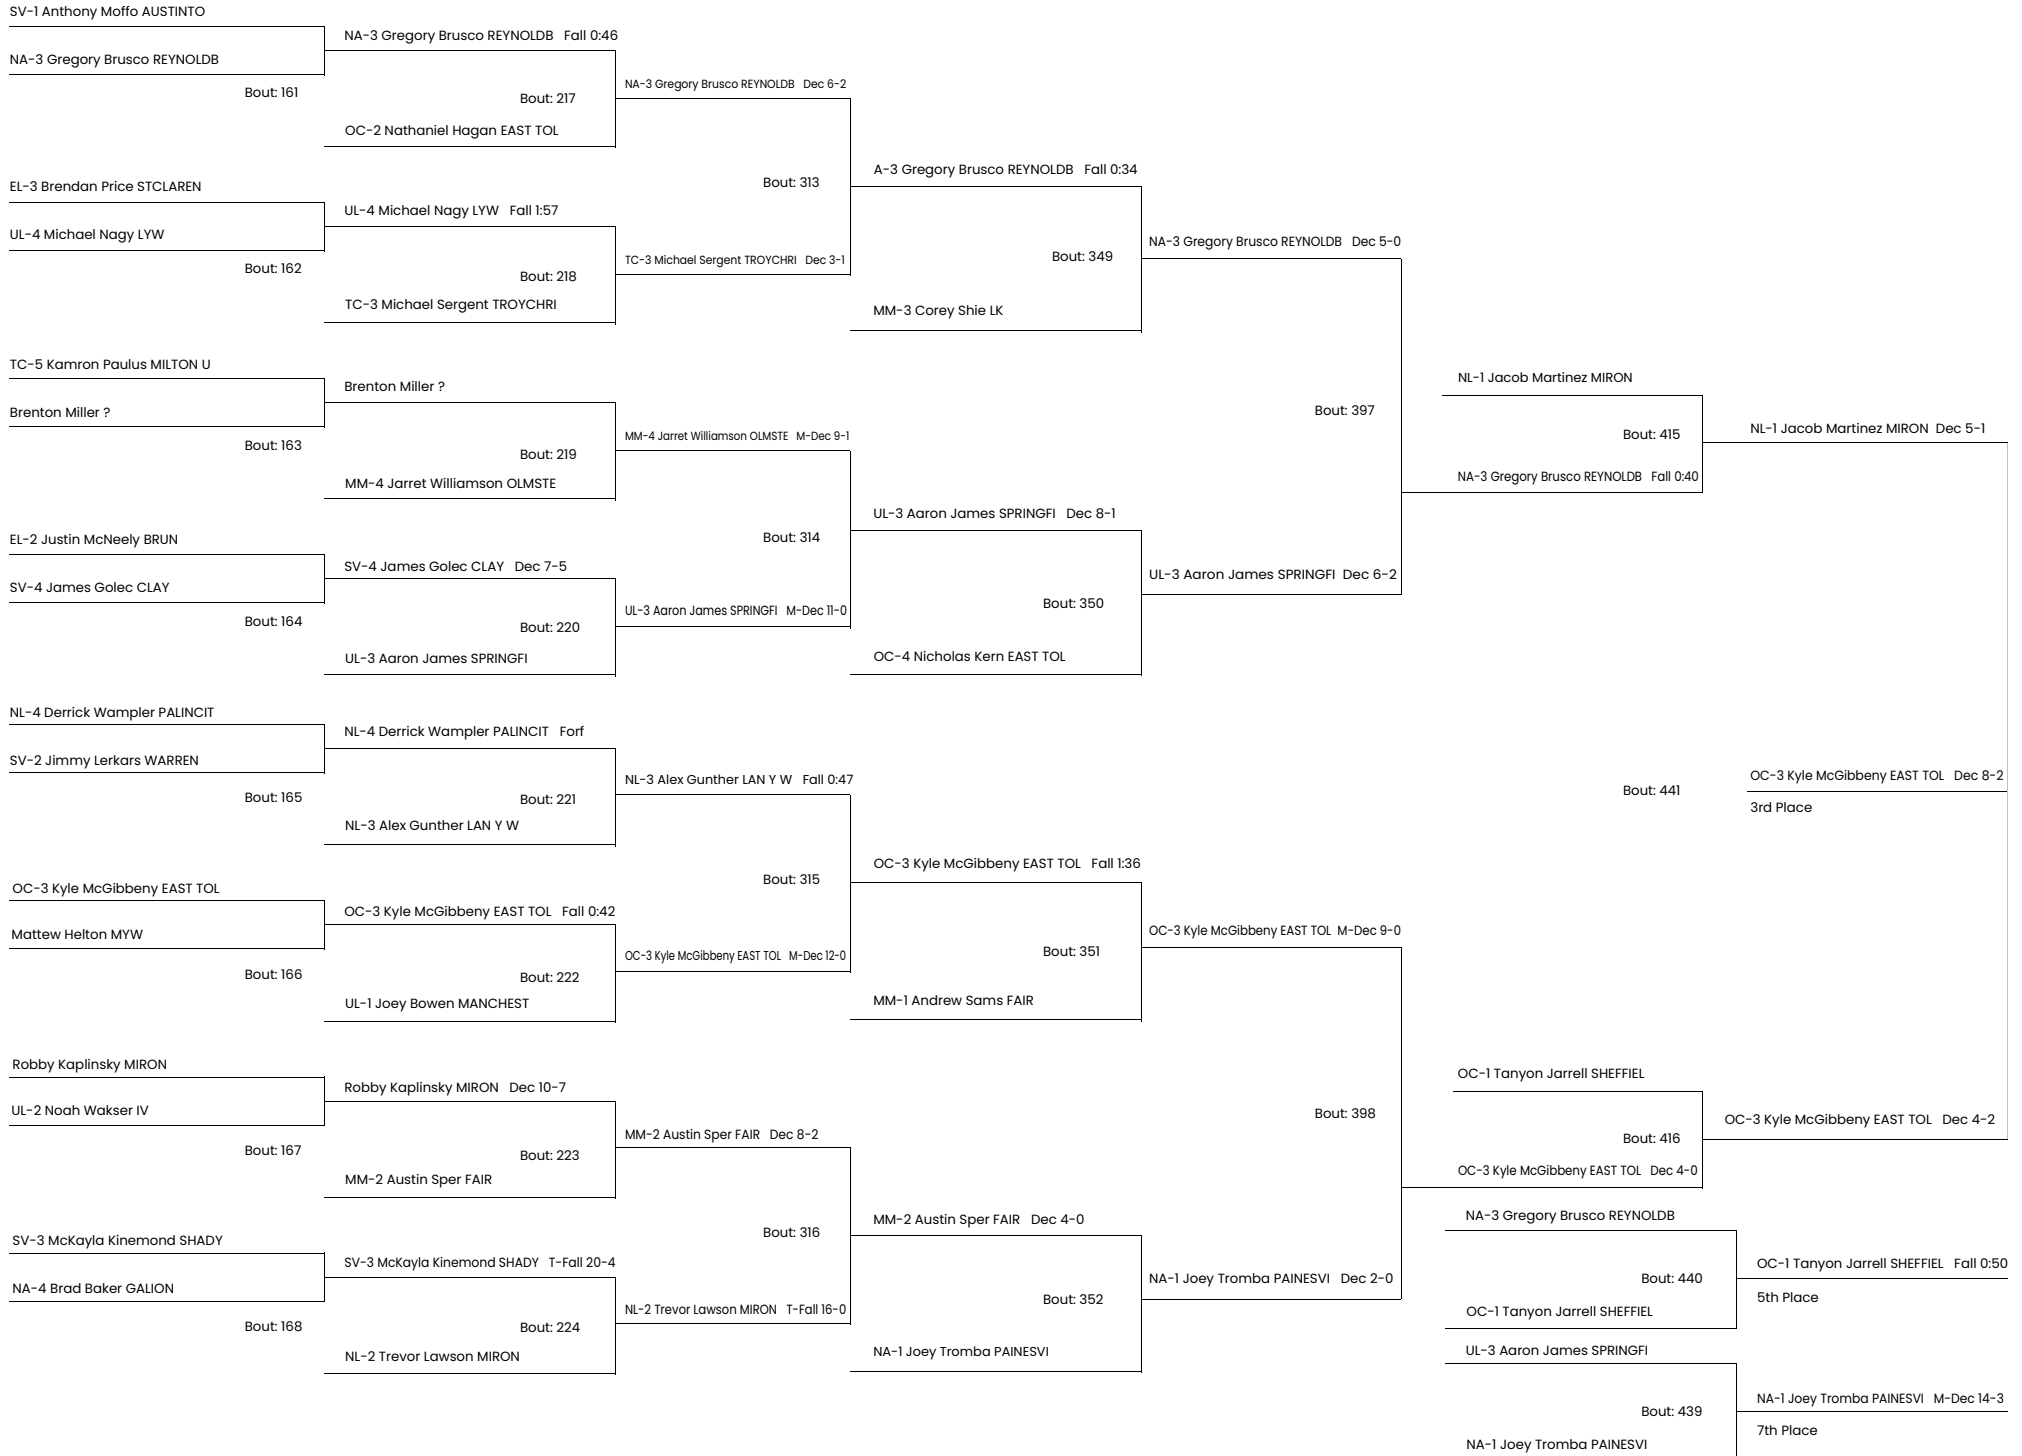 SV-1 Anthony Moffo AUSTINTO
NA-3 Gregory Brusco REYNOLDB
Bout: 161
EL-3 Brendan Price STCLAREN
UL-4 Michael Nagy LYW
Bout: 162
TC-5 Kamron Paulus MILTON U
Brenton Miller ?
Bout: 163
EL-2 Justin McNeely BRUN
SV-4 James Golec CLAY
Bout: 164
NL-4 Derrick Wampler PALINCIT
SV-2 Jimmy Lerkars WARREN
Bout: 165
OC-3 Kyle McGibbeny EAST TOL
Mattew Helton MYW
Bout: 166
Robby Kaplinsky MIRON
UL-2 Noah Wakser IV
Bout: 167
SV-3 McKayla Kinemond SHADY
NA-4 Brad Baker GALION
Bout: 168
NA-3 Gregory Brusco REYNOLDB Fall 0:46
Bout: 217
OC-2 Nathaniel Hagan EAST TOL
UL-4 Michael Nagy LYW Fall 1:57
Bout: 218
TC-3 Michael Sergent TROYCHRI
Brenton Miller ?
Bout: 219
MM-4 Jarret Williamson OLMSTE
SV-4 James Golec CLAY Dec 7-5
Bout: 220
UL-3 Aaron James SPRINGFI
NL-4 Derrick Wampler PALINCIT Forf
Bout: 221
NL-3 Alex Gunther LAN Y W
OC-3 Kyle McGibbeny EAST TOL Fall 0:42
Bout: 222
UL-1 Joey Bowen MANCHEST
Robby Kaplinsky MIRON Dec 10-7
Bout: 223
MM-2 Austin Sper FAIR
SV-3 McKayla Kinemond SHADY T-Fall 20-4
Bout: 224
NL-2 Trevor Lawson MIRON
NA-3 Gregory Brusco REYNOLDB Dec 6-2
Bout: 313
TC-3 Michael Sergent TROYCHRI Dec 3-1
MM-4 Jarret Williamson OLMSTE M-Dec 9-1
Bout: 314
UL-3 Aaron James SPRINGFI M-Dec 11-0
NL-3 Alex Gunther LAN Y W Fall 0:47
Bout: 315
OC-3 Kyle McGibbeny EAST TOL M-Dec 12-0
MM-2 Austin Sper FAIR Dec 8-2
Bout: 316
NL-2 Trevor Lawson MIRON T-Fall 16-0
A-3 Gregory Brusco REYNOLDB Fall 0:34
Bout: 349
MM-3 Corey Shie LK
UL-3 Aaron James SPRINGFI Dec 8-1
Bout: 350
OC-4 Nicholas Kern EAST TOL
OC-3 Kyle McGibbeny EAST TOL Fall 1:36
Bout: 351
MM-1 Andrew Sams FAIR
MM-2 Austin Sper FAIR Dec 4-0
Bout: 352
NA-1 Joey Tromba PAINESVI
NA-3 Gregory Brusco REYNOLDB Dec 5-0
Bout: 397
UL-3 Aaron James SPRINGFI Dec 6-2
OC-3 Kyle McGibbeny EAST TOL M-Dec 9-0
Bout: 398
NA-1 Joey Tromba PAINESVI Dec 2-0
NL-1 Jacob Martinez MIRON
Bout: 415
NA-3 Gregory Brusco REYNOLDB Fall 0:40
OC-1 Tanyon Jarrell SHEFFIEL
Bout: 416
OC-3 Kyle McGibbeny EAST TOL Dec 4-0
NL-1 Jacob Martinez MIRON Dec 5-1
Bout: 441
OC-3 Kyle McGibbeny EAST TOL Dec 8-2
3rd Place
OC-3 Kyle McGibbeny EAST TOL Dec 4-2
NA-3 Gregory Brusco REYNOLDB
Bout: 440
OC-1 Tanyon Jarrell SHEFFIEL
OC-1 Tanyon Jarrell SHEFFIEL Fall 0:50
5th Place
UL-3 Aaron James SPRINGFI
Bout: 439
NA-1 Joey Tromba PAINESVI
NA-1 Joey Tromba PAINESVI M-Dec 14-3
7th Place